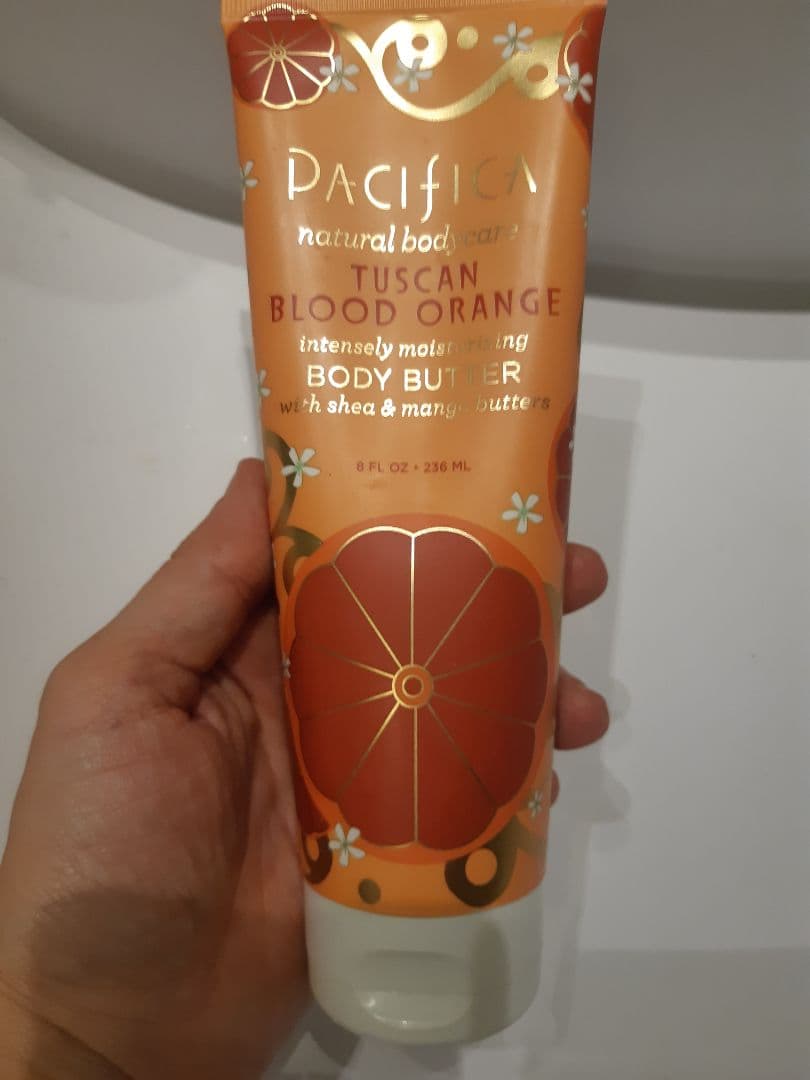 PACIFICA
natural bodycare
TUSCAN
BLOOD ORANGE
intensely moisturizing
BODY BUTTER
with shea & mango butters
8 FL OZ • 236 ML